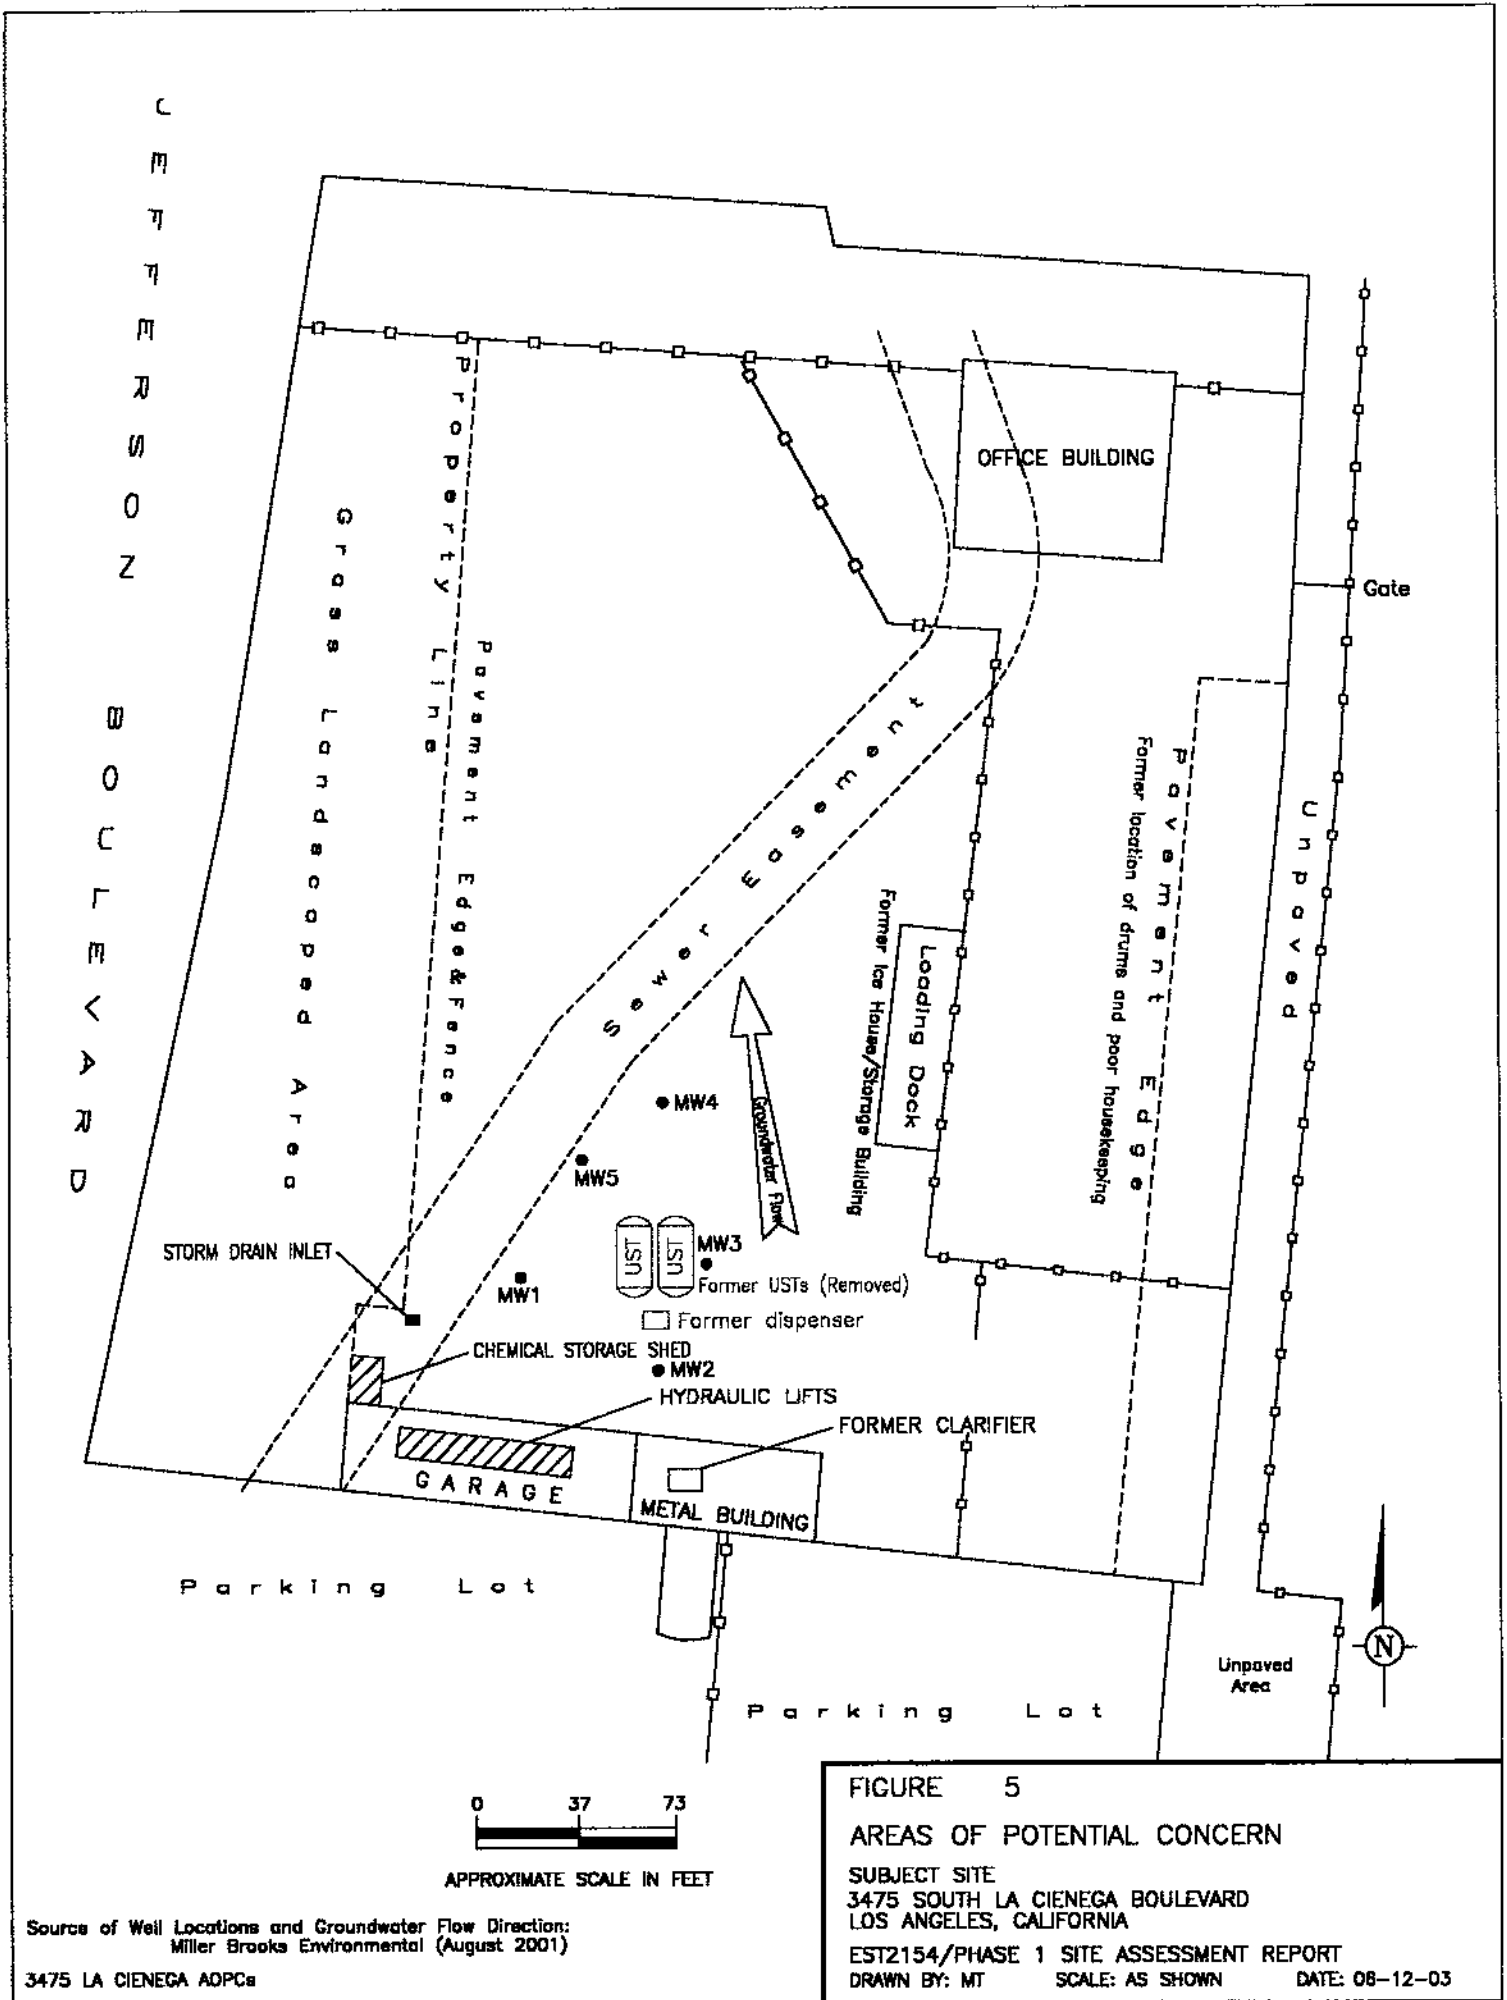 JEFFERSON BOULEVARD
OFFICE BUILDING
Gate
Property Line
Grass Landscaped Area
Pavement Edge & Fence
Sewer Easement
Former Ice House/Storage Building
Loading Dock
Former location of drums and poor housekeeping
Pavement Edge
Unpaved
Groundwater Flow
MW4
MW5
STORM DRAIN INLET
UST
UST
MW3
Former USTs (Removed)
MW1
Former dispenser
CHEMICAL STORAGE SHED
MW2
HYDRAULIC LIFTS
FORMER CLARIFIER
GARAGE
METAL BUILDING
Parking Lot
N
Unpaved
Area
Parking Lot
0 37 73
APPROXIMATE SCALE IN FEET
FIGURE 5
AREAS OF POTENTIAL CONCERN
SUBJECT SITE
3475 SOUTH LA CIENEGA BOULEVARD
LOS ANGELES, CALIFORNIA
EST2154/PHASE 1 SITE ASSESSMENT REPORT
DRAWN BY: MT SCALE: AS SHOWN DATE: 06-12-03
Source of Well Locations and Groundwater Flow Direction:
Miller Brooks Environmental (August 2001)
3475 LA CIENEGA AOPCs